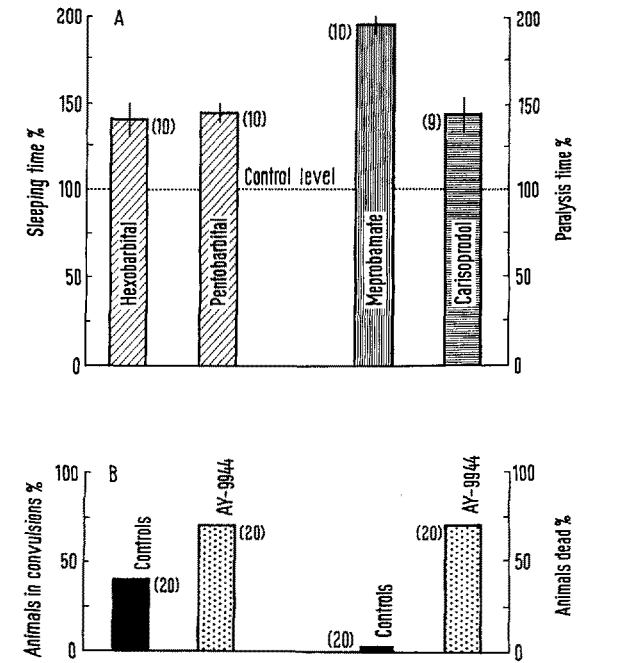 A
200
150
100
50
0
Sleeping time %
200
150
100
50
0
Paralysis time %
Control level
Hexobarbital
(10)
Pentobarbital
(10)
Meprobamate
(10)
Carisoprodol
(9)
B
100
50
0
Animals in convulsions %
100
50
0
Animals dead %
Controls
(20)
AY-9944
(20)
Controls
(20)
AY-9944
(20)